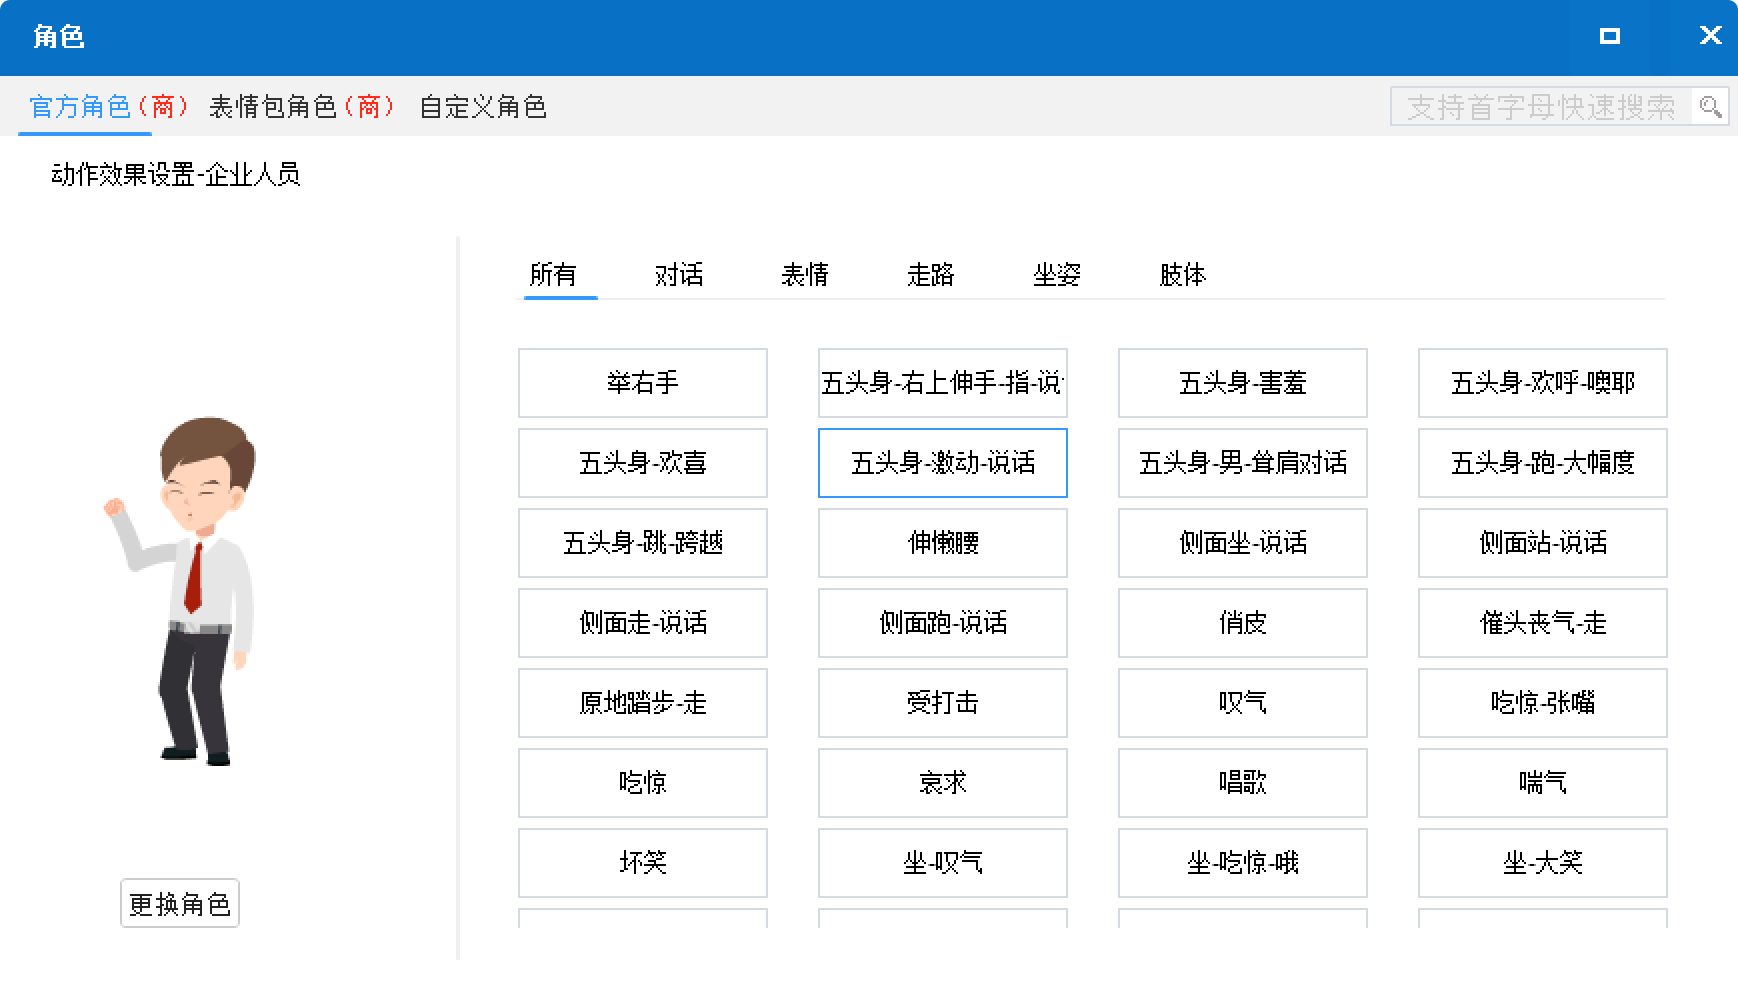 角色
官方角色(商) 表情包角色(商) 自定义角色 支持首字母快速搜索
动作效果设置-企业人员
所有 对话 表情 走路 坐姿 肢体
举右手 五头身-右上伸手-指-说 五头身-害羞 五头身-欢呼-噢耶
五头身-欢喜 五头身-激动-说话 五头身-男-耸肩对话 五头身-跑-大幅度
五头身-跳-跨越 伸懒腰 侧面坐-说话 侧面站-说话
侧面走-说话 侧面跑-说话 俏皮 催头丧气-走
原地踏步-走 受打击 叹气 吃惊-张嘴
吃惊 哀求 唱歌 喘气
坏笑 坐-叹气 坐-吃惊-哦 坐-大笑
更换角色